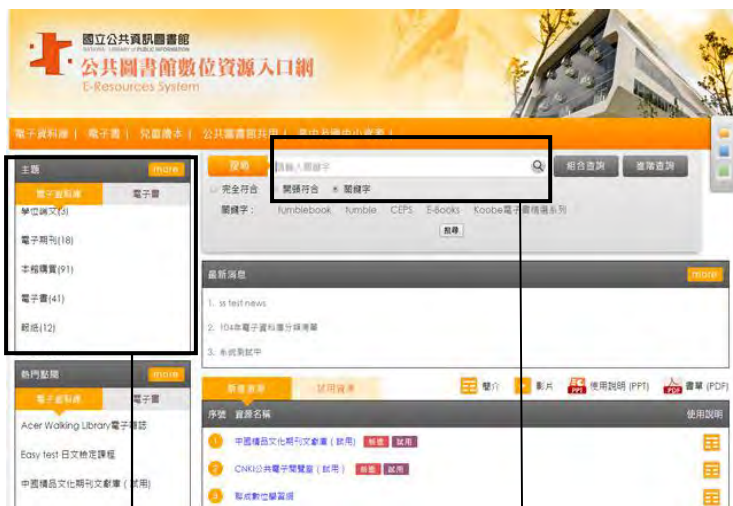 國立公共資訊圖書館
NATIONAL LIBRARY of PUBLIC INFORMATION
公共圖書館數位資源入口網
E-Resources System
電子資料庫 | 電子書 | 兒童繪本 | 公共圖書館共用 |
主題 more
電子資料庫 電子書
學位論文(3)
電子期刊(18)
本館購買(91)
電子書(41)
報紙(12)
熱門點閱 more
電子資料庫 電子書
Acer Walking Library電子雜誌
Easy test 日文檢定課程
中國精品文化期刊文獻庫 (試用)
搜尋 請輸入關鍵字 組合查詢 進階查詢
完全符合 開頭符合 關鍵字
關鍵字: tumblebook tumble CEPS E-Books Koobe電子書精選系列
搜尋
最新消息 more
1. ss test news
2. 104年電子資料庫分類清單
3. 系統測試中
新進資源 試用資源 簡介 影片 使用說明 (PPT) 書單 (PDF)
序號 資源名稱 使用說明
1 中國精品文化期刊文獻庫 (試用) 新進 試用
2 CNKI公共電子閱覽室 (試用) 新進 試用
3 聯成數位學習網